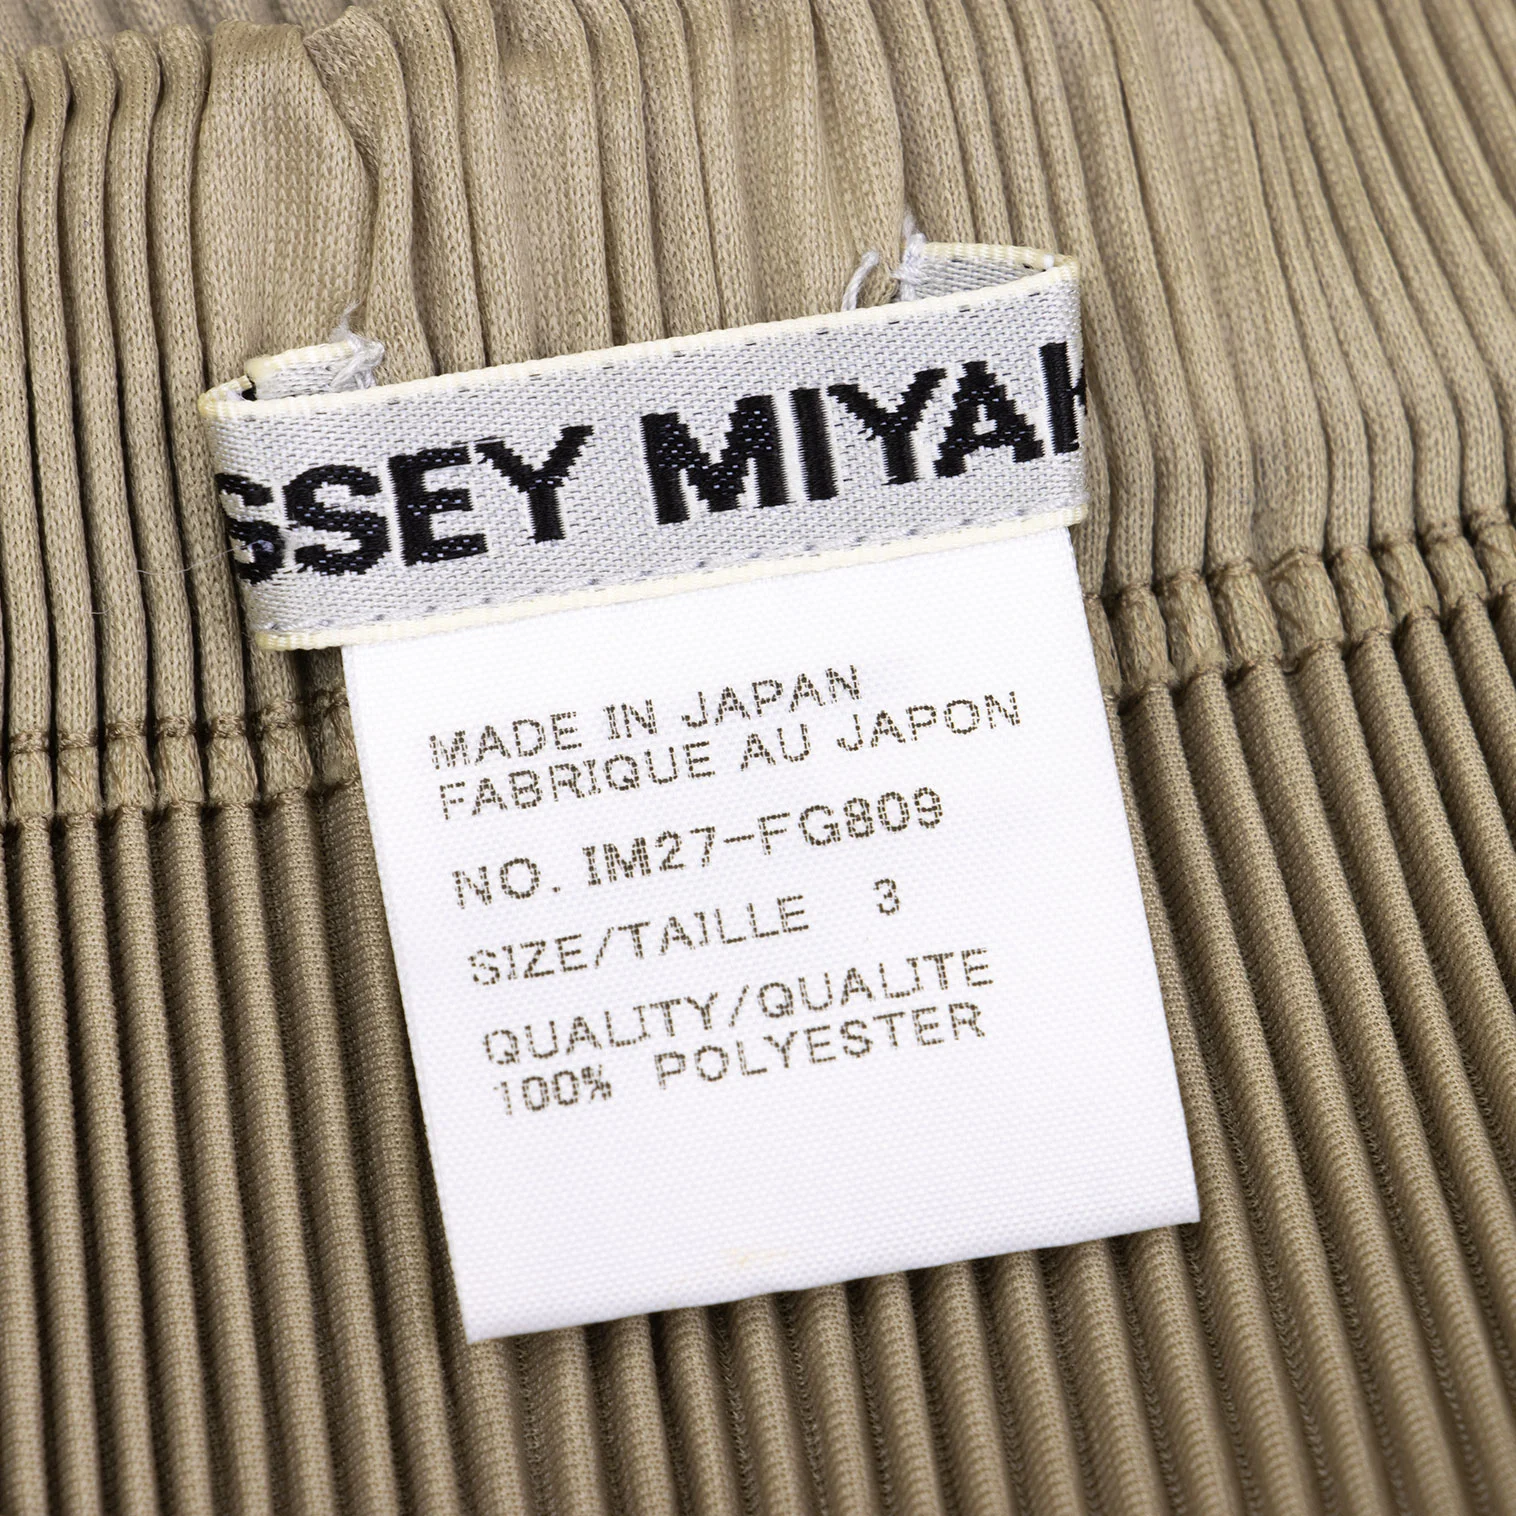 SSEY MIYAK
MADE IN JAPAN
FABRIQUE AU JAPON
NO. IM27-FG809
SIZE/TAILLE 3
QUALITY/QUALITE
100% POLYESTER